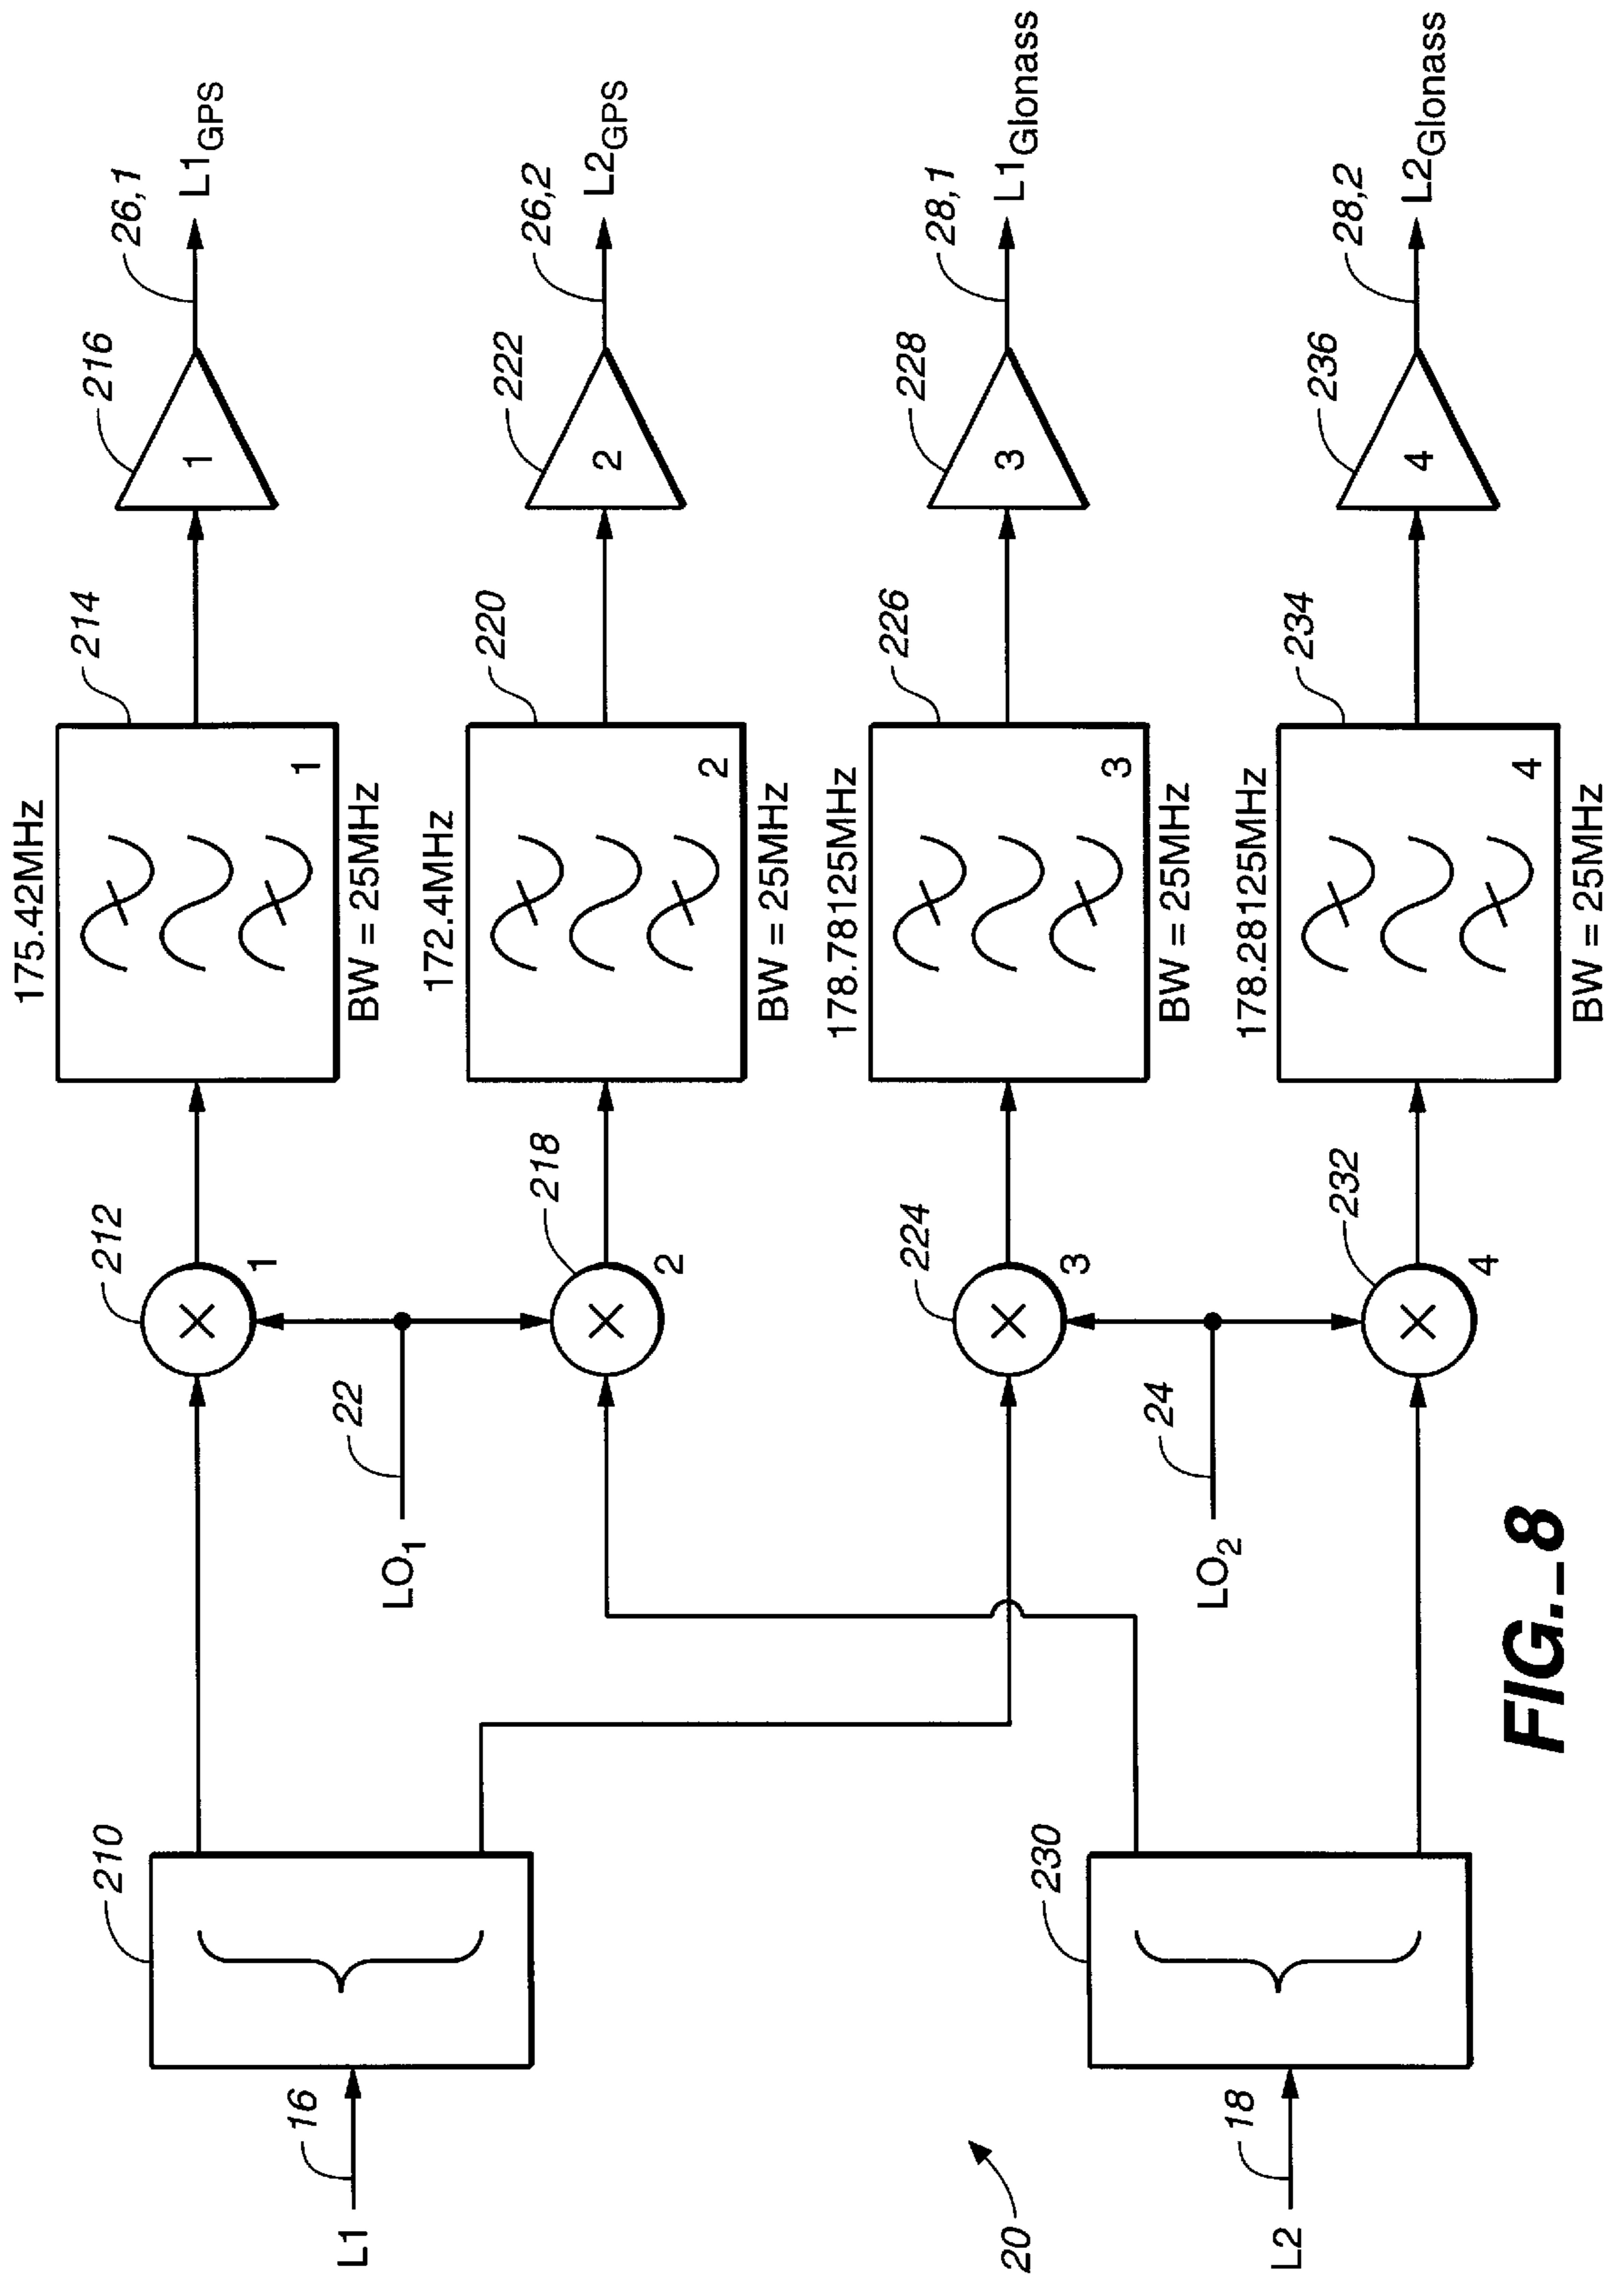 175.42MHz
214
216
26,1
L1GPS
212
1
1
1
BW = 25MHz
210
16
L1
22
LO1
172.4MHz
220
222
26,2
L2GPS
218
2
2
2
BW = 25MHz
178.78125MHz
226
228
28,1
L1Glonass
224
3
3
3
BW = 25MHz
24
LO2
178.28125MHz
234
236
28,2
L2Glonass
232
4
4
4
BW = 25MHz
230
18
L2
20
FIG._8